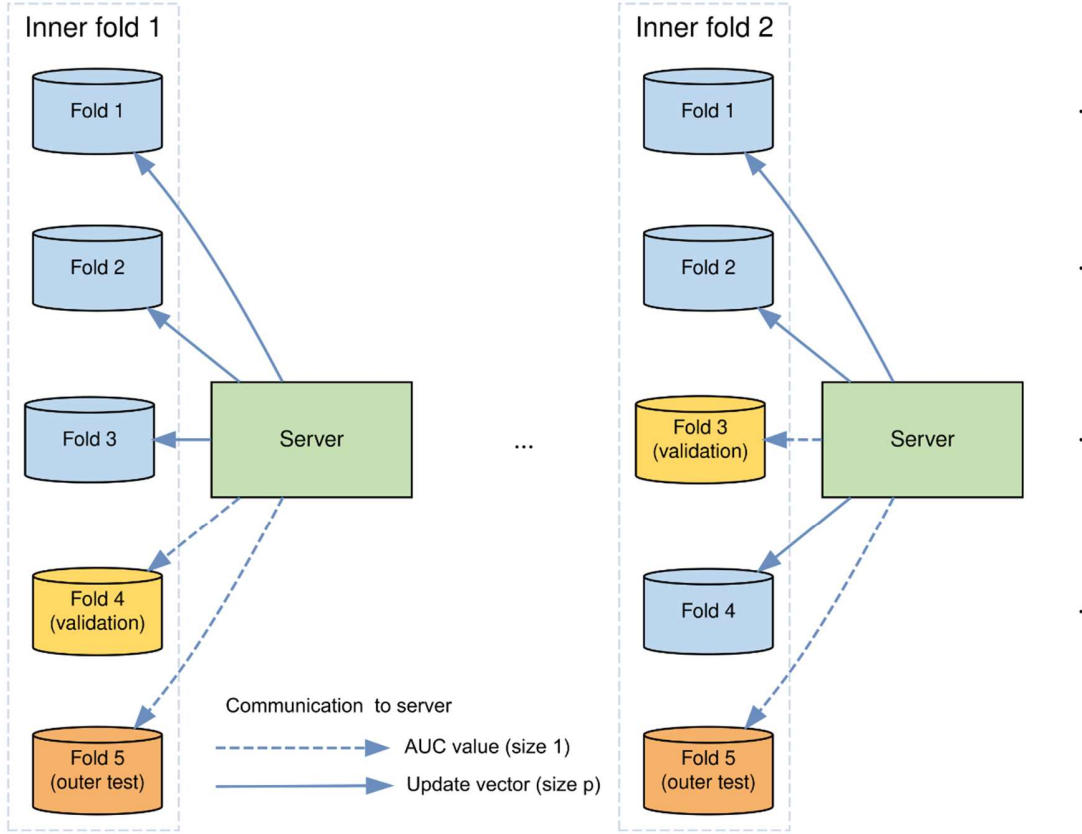 Inner fold 1
Fold 1
Fold 2
Fold 3
Server
Fold 4
(validation)
Fold 5
(outer test)
...
Inner fold 2
Fold 1
Fold 2
Fold 3
(validation)
Server
Fold 4
Fold 5
(outer test)
Communication to server
AUC value (size 1)
Update vector (size p)